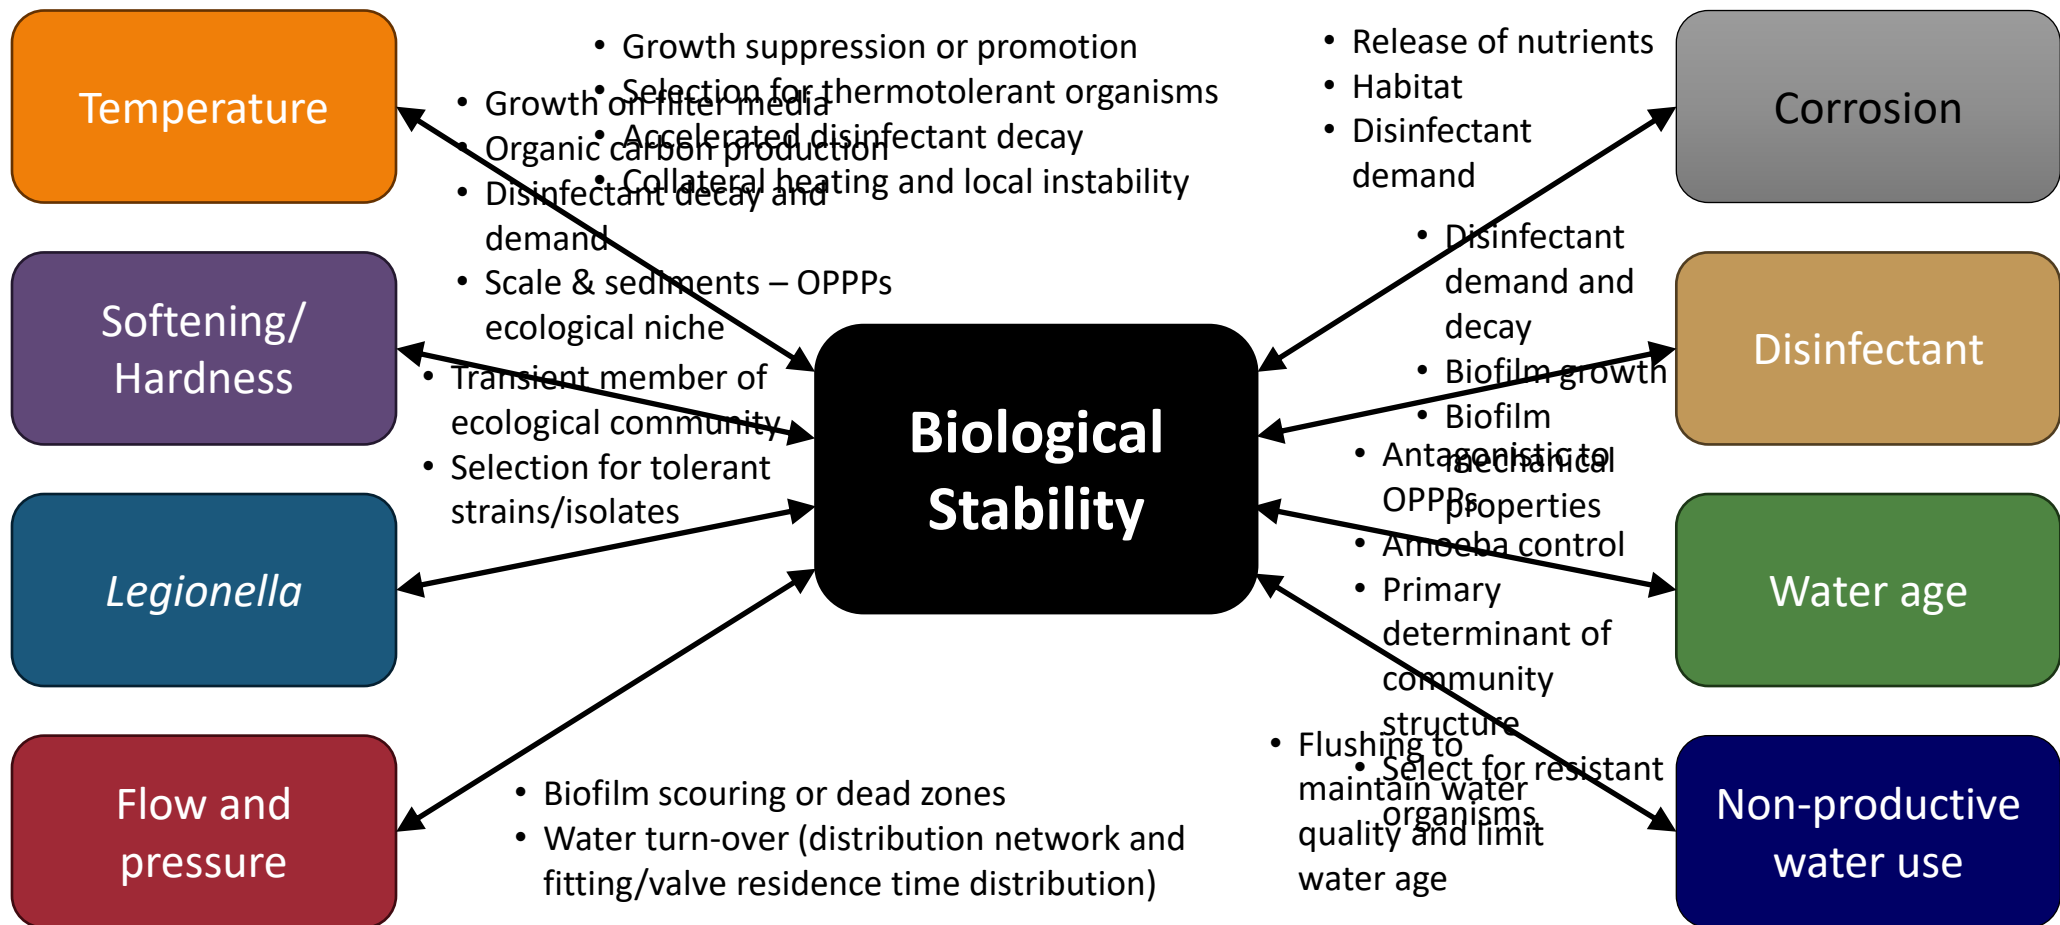 Temperature
Softening/
Hardness
Legionella
Flow and
pressure
• Growth suppression or promotion
• Selection for thermotolerant organisms
• Accelerated disinfectant decay
• Collateral heating and local instability
• Growth on filter media
• Organic carbon production
• Disinfectant decay and
demand
• Scale & sediments – OPPPs
ecological niche
• Transient member of
ecological community
• Selection for tolerant
strains/isolates
• Biofilm scouring or dead zones
• Water turn-over (distribution network and
fitting/valve residence time distribution)
Biological
Stability
• Release of nutrients
• Habitat
• Disinfectant
demand
• Disinfectant
demand and
decay
• Biofilm growth
• Biofilm
mechanical
properties
• Antagonistic to
OPPPs
• Amoeba control
• Primary
determinant of
community
structure
• Select for resistant
organisms
• Flushing to
maintain water
quality and limit
water age
Corrosion
Disinfectant
Water age
Non-productive
water use